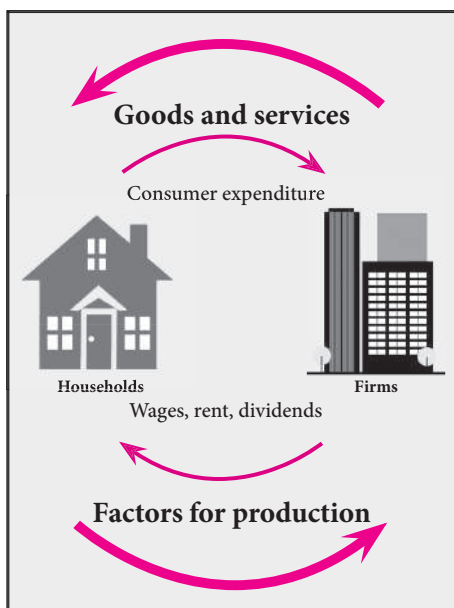 Goods and services
Consumer expenditure
Households
Firms
Wages, rent, dividends
Factors for production